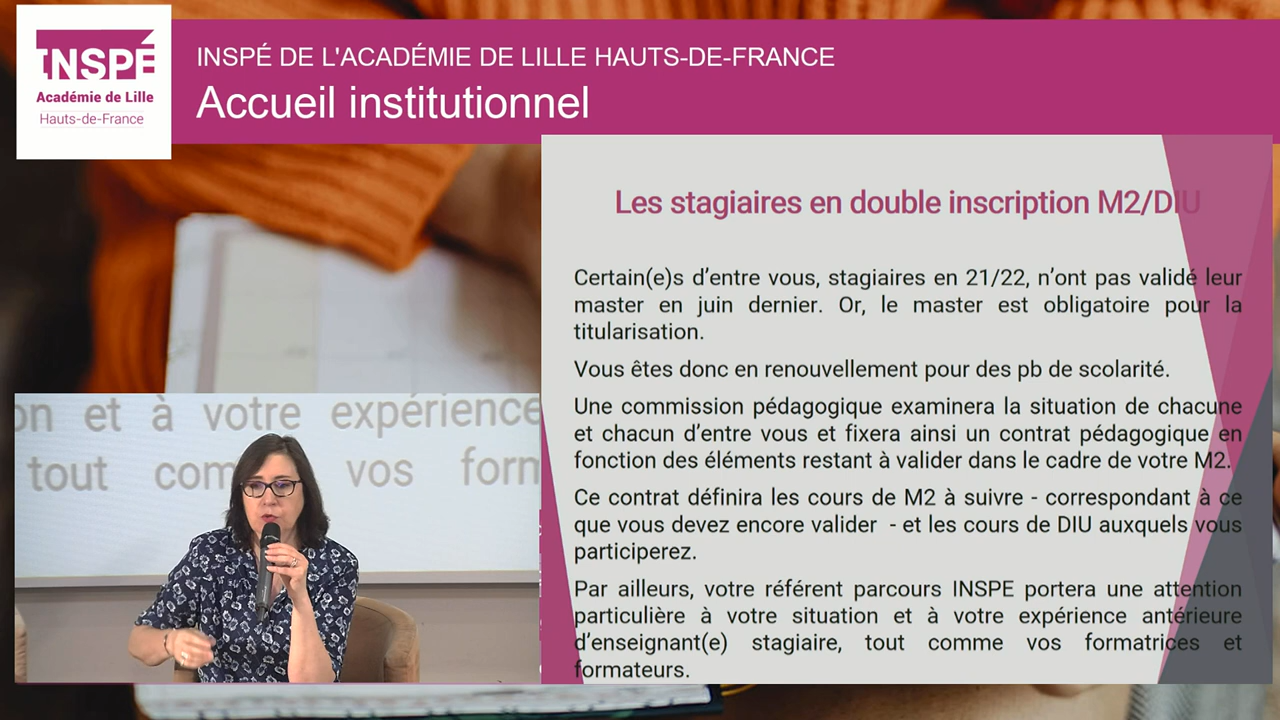 INSPÉ
Académie de Lille
Hauts-de-France
INSPÉ DE L'ACADÉMIE DE LILLE HAUTS-DE-FRANCE
Accueil institutionnel
Les stagiaires en double inscription M2/DIU
Certain(e)s d'entre vous, stagiaires en 21/22, n'ont pas validé leur
master en juin dernier. Or, le master est obligatoire pour la
titularisation.
Vous êtes donc en renouvellement pour des pb de scolarité.
Une commission pédagogique examinera la situation de chacune
et chacun d'entre vous et fixera ainsi un contrat pédagogique en
fonction des éléments restant à valider dans le cadre de votre M2.
Ce contrat définira les cours de M2 à suivre - correspondant à ce
que vous devez encore valider - et les cours de DIU auxquels vous
participerez.
Par ailleurs, votre référent parcours INSPE portera une attention
particulière à votre situation et à votre expérience antérieure
d'enseignant(e) stagiaire, tout comme vos formatrices et
formateurs.
on et à votre expérience
tout com vos form